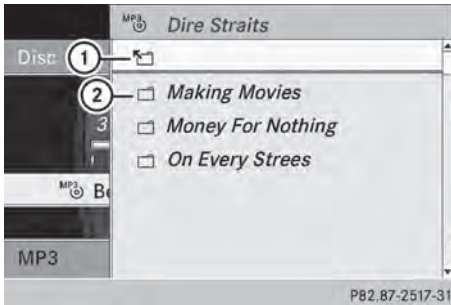 MP3 Dire Straits
Disc 1
2 Making Movies
3 Money For Nothing
On Every Strees
MP3 Be
MP3
P82.87-2517-31